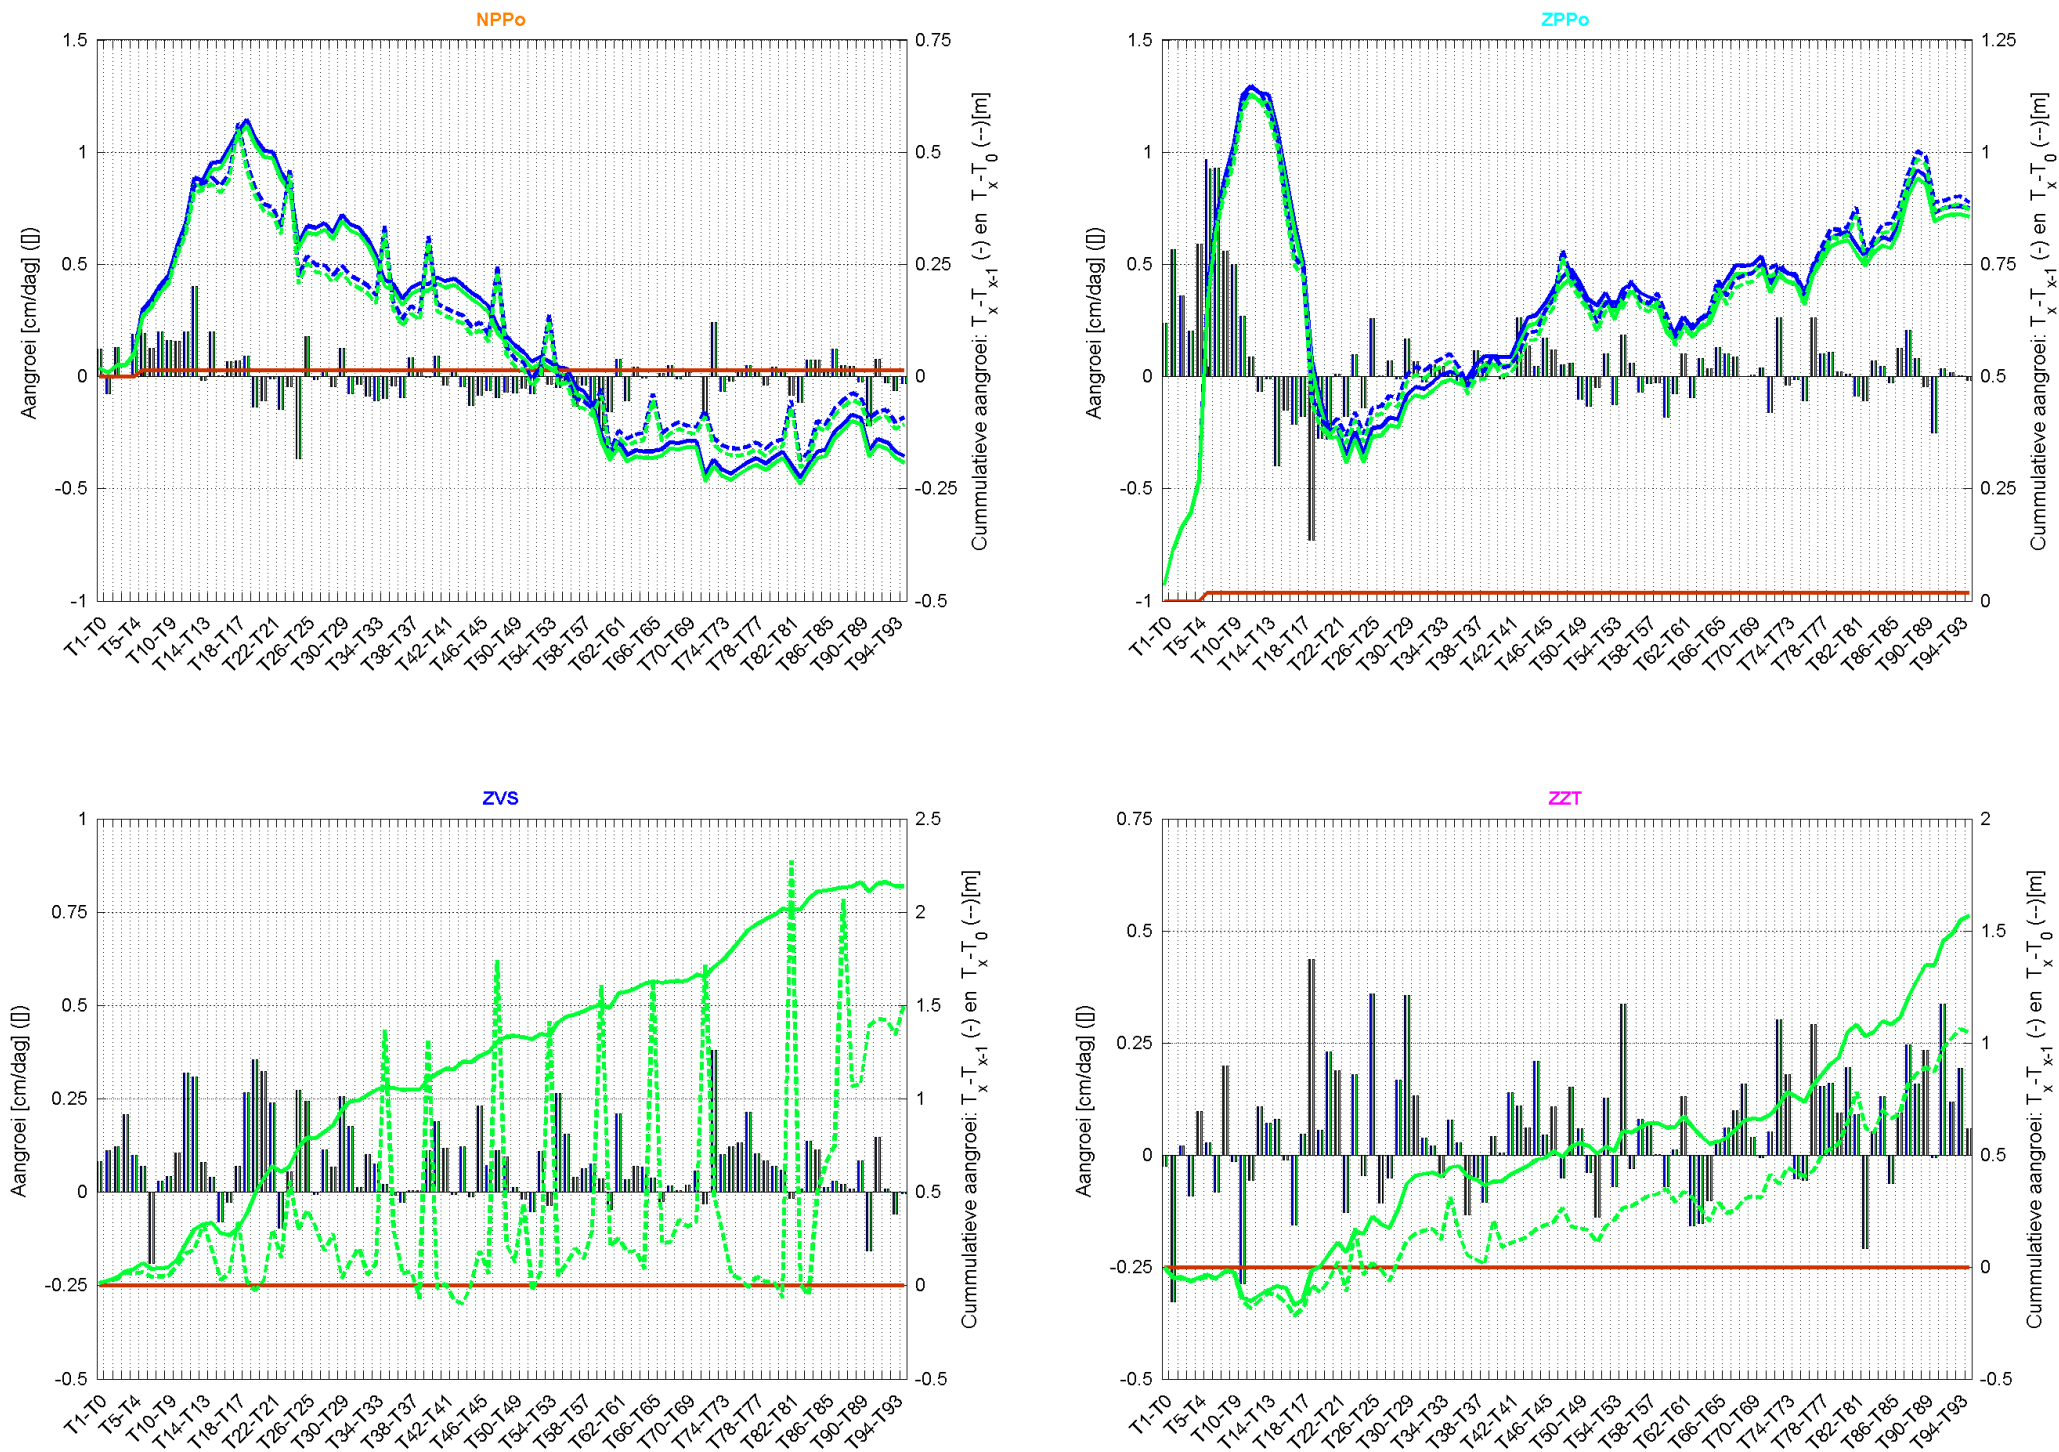 NPPo
1.5
1
0.5
0
-0.5
-1
0.75
0.5
0.25
0
-0.25
-0.5
Aangroei [cm/dag] ([])
Cummulatieve aangroei: Tx-Tx-1 (-) en Tx-T0 (--)[m]
T1-T0
T5-T4
T10-T9
T14-T13
T18-T17
T22-T21
T26-T25
T30-T29
T34-T33
T38-T37
T42-T41
T46-T45
T50-T49
T54-T53
T58-T57
T62-T61
T66-T65
T70-T69
T74-T73
T78-T77
T82-T81
T86-T85
T90-T89
T94-T93
ZPPo
1.5
1
0.5
0
-0.5
-1
1.25
1
0.75
0.5
0.25
0
Aangroei [cm/dag] ([])
Cummulatieve aangroei: Tx-Tx-1 (-) en Tx-T0 (--)[m]
T1-T0
T5-T4
T10-T9
T14-T13
T18-T17
T22-T21
T26-T25
T30-T29
T34-T33
T38-T37
T42-T41
T46-T45
T50-T49
T54-T53
T58-T57
T62-T61
T66-T65
T70-T69
T74-T73
T78-T77
T82-T81
T86-T85
T90-T89
T94-T93
ZVS
1
0.75
0.5
0.25
0
-0.25
-0.5
2.5
2
1.5
1
0.5
0
-0.5
Aangroei [cm/dag] ([])
Cummulatieve aangroei: Tx-Tx-1 (-) en Tx-T0 (--)[m]
T1-T0
T5-T4
T10-T9
T14-T13
T18-T17
T22-T21
T26-T25
T30-T29
T34-T33
T38-T37
T42-T41
T46-T45
T50-T49
T54-T53
T58-T57
T62-T61
T66-T65
T70-T69
T74-T73
T78-T77
T82-T81
T86-T85
T90-T89
T94-T93
ZZT
0.75
0.5
0.25
0
-0.25
-0.5
2
1.5
1
0.5
0
-0.5
Aangroei [cm/dag] ([])
Cummulatieve aangroei: Tx-Tx-1 (-) en Tx-T0 (--)[m]
T1-T0
T5-T4
T10-T9
T14-T13
T18-T17
T22-T21
T26-T25
T30-T29
T34-T33
T38-T37
T42-T41
T46-T45
T50-T49
T54-T53
T58-T57
T62-T61
T66-T65
T70-T69
T74-T73
T78-T77
T82-T81
T86-T85
T90-T89
T94-T93